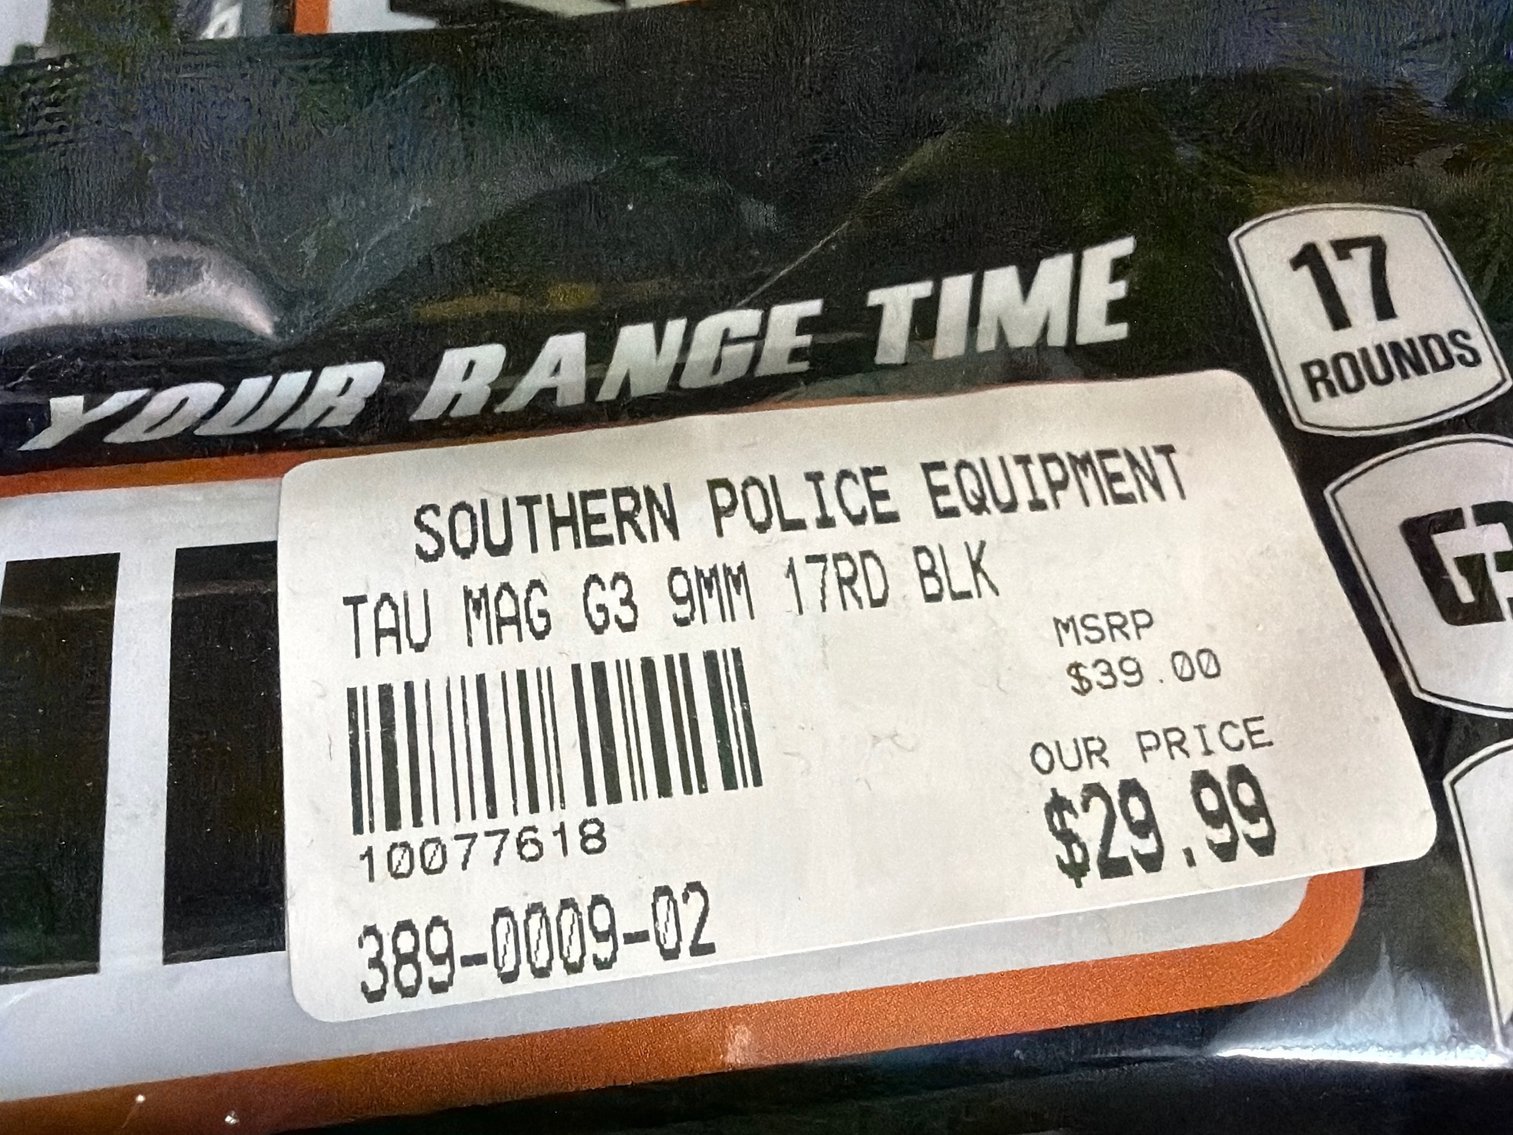 YOUR RANGE TIME
17
ROUNDS
SOUTHERN POLICE EQUIPMENT
TAU MAG G3 9MM 17RD BLK
MSRP
$39.00
OUR PRICE
$29.99
10077618
389-0009-02
G3